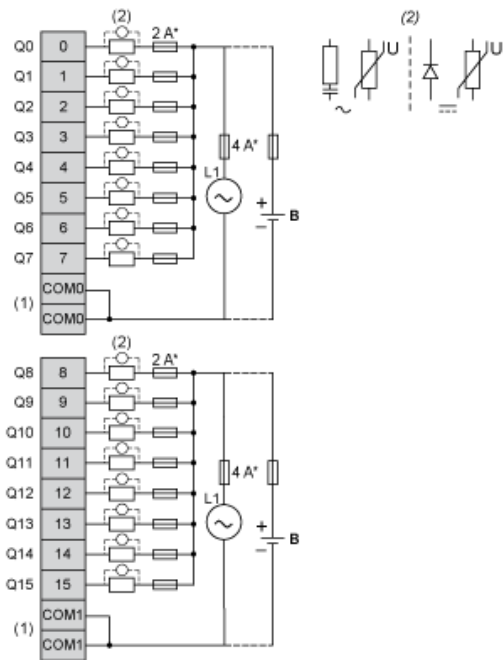 (2) 2 A*
Q0 0
Q1 1
Q2 2
Q3 3
Q4 4
Q5 5
Q6 6
Q7 7
COM0
(1)
COM0
4 A*
L1
+
−
B
(2)
U
U
(2) 2 A*
Q8 8
Q9 9
Q10 10
Q11 11
Q12 12
Q13 13
Q14 14
Q15 15
COM1
(1)
COM1
4 A*
L1
+
−
B